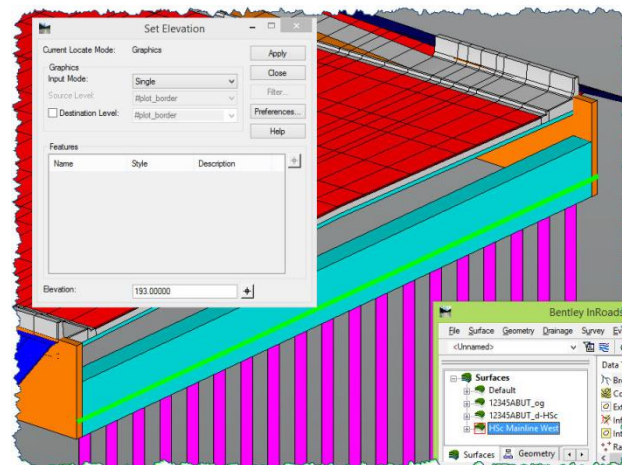 Set Elevation
Current Locate Mode: Graphics
Apply
Graphics
Close
Input Mode: Single
Filter...
Source Level: #plot_border
Destination Level: #plot_border
Preferences...
Help
Features
Name Style Description
Elevation: 193.00000
Bentley InRoads
File Surface Geometry Drainage Survey
<Unnamed>
Surfaces
Default
12345ABUT_og
12345ABUT_d-HSc
HSc Mainline West
Data
Surfaces Geometry